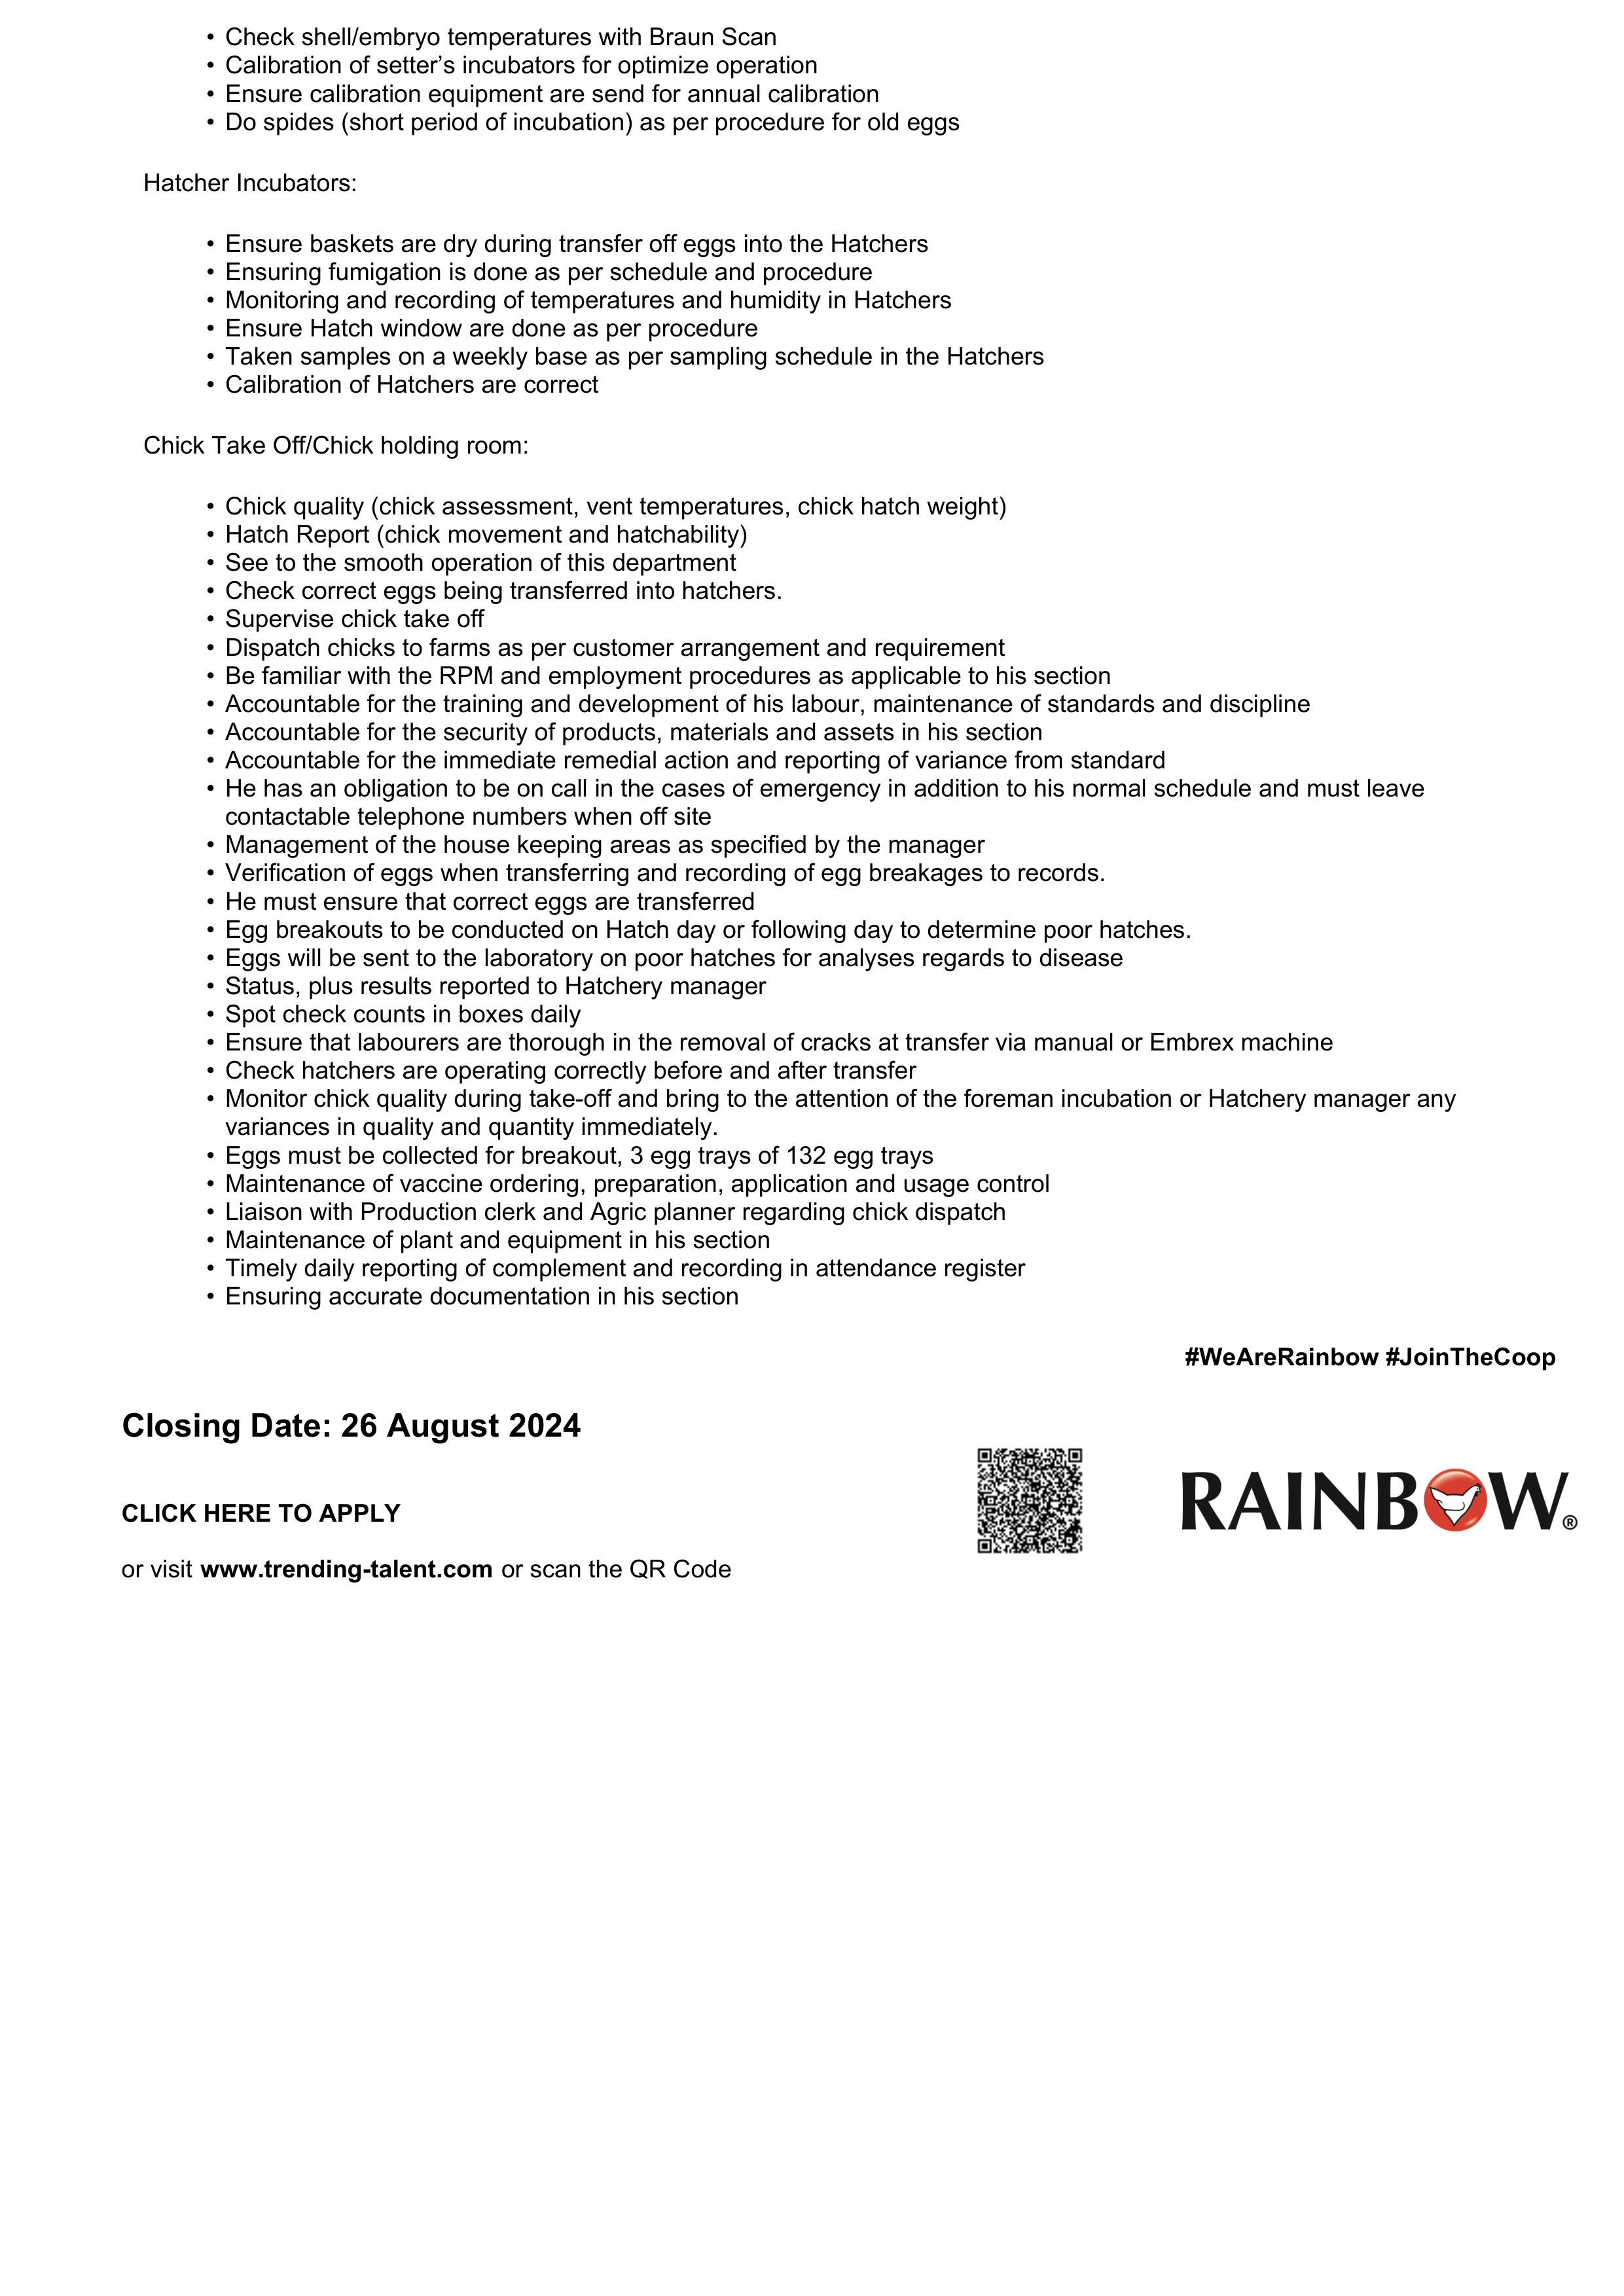 • Check shell/embryo temperatures with Braun Scan
• Calibration of setter’s incubators for optimize operation
• Ensure calibration equipment are send for annual calibration
• Do spides (short period of incubation) as per procedure for old eggs
Hatcher Incubators:
• Ensure baskets are dry during transfer off eggs into the Hatchers
• Ensuring fumigation is done as per schedule and procedure
• Monitoring and recording of temperatures and humidity in Hatchers
• Ensure Hatch window are done as per procedure
• Taken samples on a weekly base as per sampling schedule in the Hatchers
• Calibration of Hatchers are correct
Chick Take Off/Chick holding room:
• Chick quality (chick assessment, vent temperatures, chick hatch weight)
• Hatch Report (chick movement and hatchability)
• See to the smooth operation of this department
• Check correct eggs being transferred into hatchers.
• Supervise chick take off
• Dispatch chicks to farms as per customer arrangement and requirement
• Be familiar with the RPM and employment procedures as applicable to his section
• Accountable for the training and development of his labour, maintenance of standards and discipline
• Accountable for the security of products, materials and assets in his section
• Accountable for the immediate remedial action and reporting of variance from standard
• He has an obligation to be on call in the cases of emergency in addition to his normal schedule and must leave
contactable telephone numbers when off site
• Management of the house keeping areas as specified by the manager
• Verification of eggs when transferring and recording of egg breakages to records.
• He must ensure that correct eggs are transferred
• Egg breakouts to be conducted on Hatch day or following day to determine poor hatches.
• Eggs will be sent to the laboratory on poor hatches for analyses regards to disease
• Status, plus results reported to Hatchery manager
• Spot check counts in boxes daily
• Ensure that labourers are thorough in the removal of cracks at transfer via manual or Embrex machine
• Check hatchers are operating correctly before and after transfer
• Monitor chick quality during take-off and bring to the attention of the foreman incubation or Hatchery manager any
variances in quality and quantity immediately.
• Eggs must be collected for breakout, 3 egg trays of 132 egg trays
• Maintenance of vaccine ordering, preparation, application and usage control
• Liaison with Production clerk and Agric planner regarding chick dispatch
• Maintenance of plant and equipment in his section
• Timely daily reporting of complement and recording in attendance register
• Ensuring accurate documentation in his section
#WeAreRainbow #JoinTheCoop
Closing Date: 26 August 2024
CLICK HERE TO APPLY
RAINBOW®
or visit www.trending-talent.com or scan the QR Code